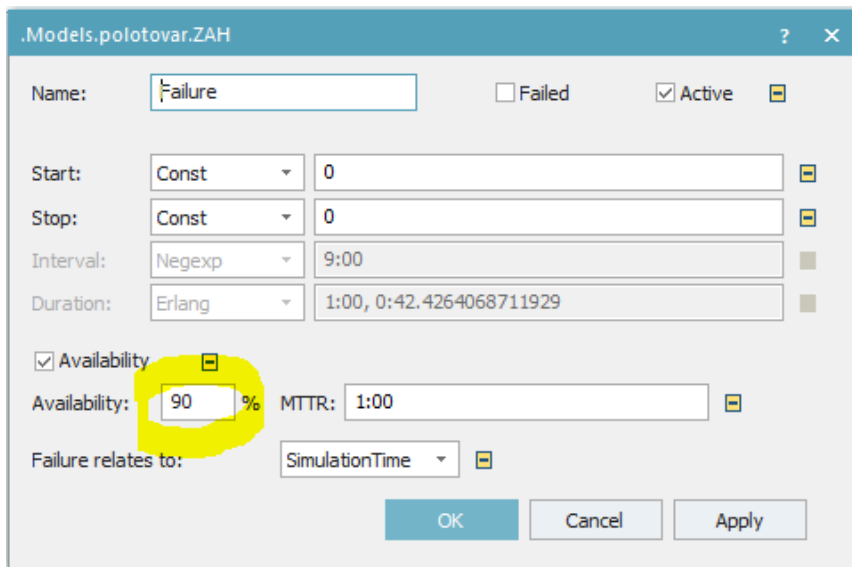 .Models.polotovar.ZAH ? ×
Name: Failure Failed Active
Start: Const 0
Stop: Const 0
Interval: Negexp 9:00
Duration: Erlang 1:00, 0:42.4264068711929
Availability
Availability: 90 % MTTR: 1:00
Failure relates to: SimulationTime
OK Cancel Apply